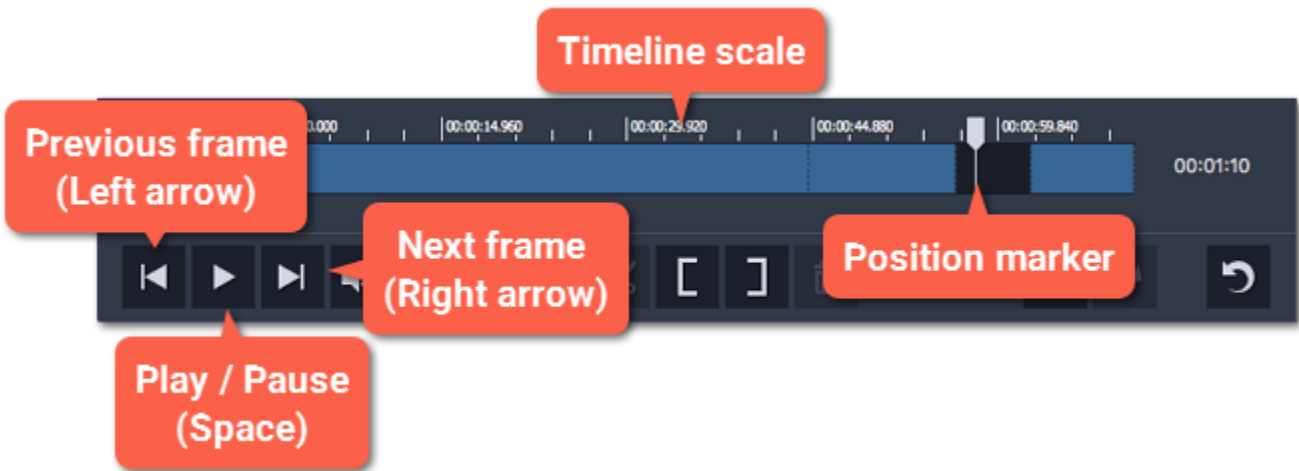 Timeline scale
Previous frame
(Left arrow)
0.000 00:00:14.960 00:00:29.920 00:00:44.880 00:00:59.840
00:01:10
Next frame
(Right arrow)
Position marker
Play / Pause
(Space)